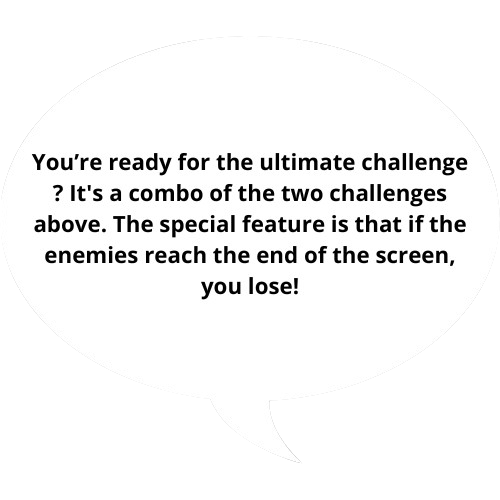 You’re ready for the ultimate challenge
? It's a combo of the two challenges
above. The special feature is that if the
enemies reach the end of the screen,
you lose!